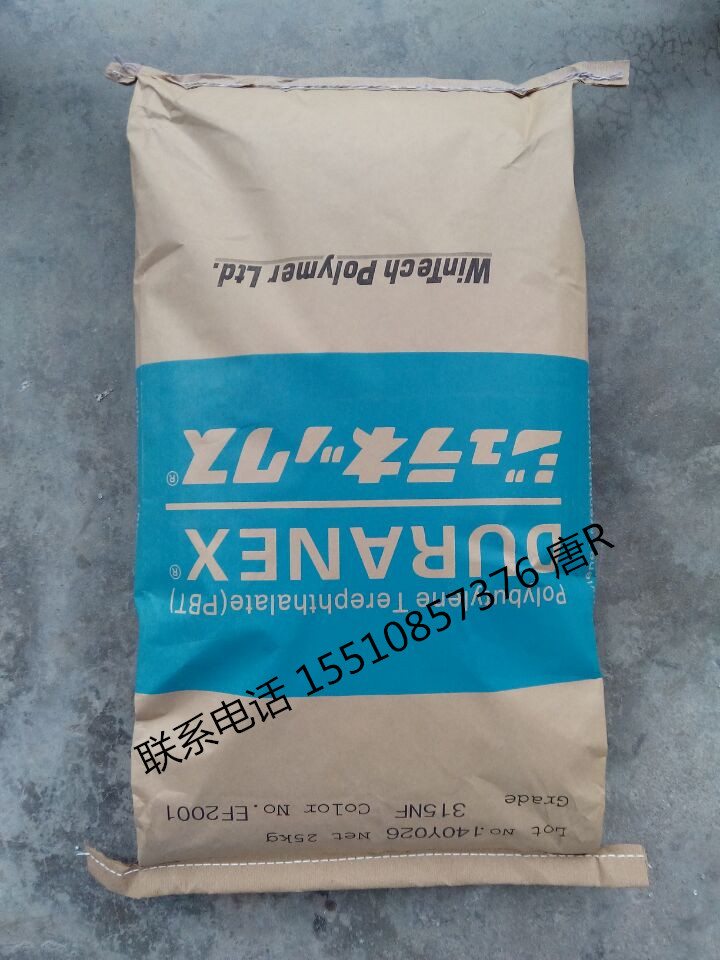 Lot No.140Y026 Net 25kg
Grade 315NF Color No.EF2001
Polybutylene Terephthalate(PBT)
DURANEX®
ジュラネックス®
WinTech Polymer Ltd.
联系电话 15510857376 唐R